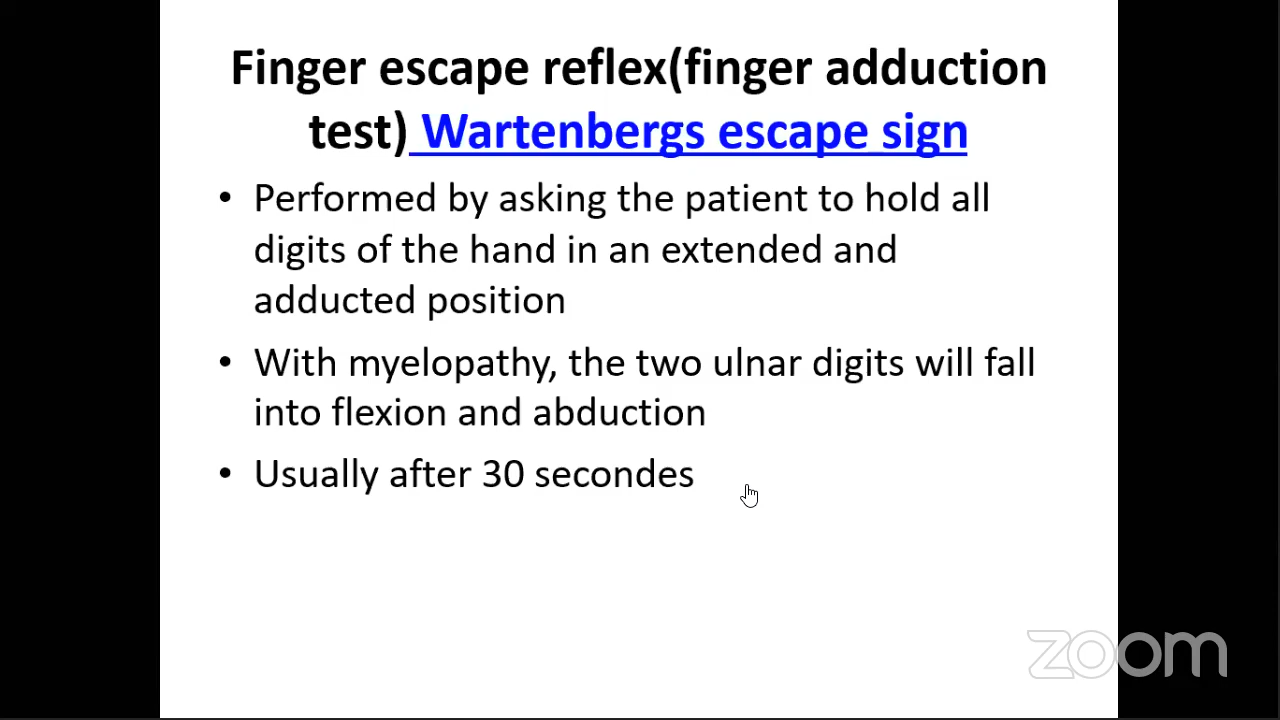 Finger escape reflex(finger adduction
test) Wartenbergs escape sign
• Performed by asking the patient to hold all
digits of the hand in an extended and
adducted position
• With myelopathy, the two ulnar digits will fall
into flexion and abduction
• Usually after 30 secondes
zoom